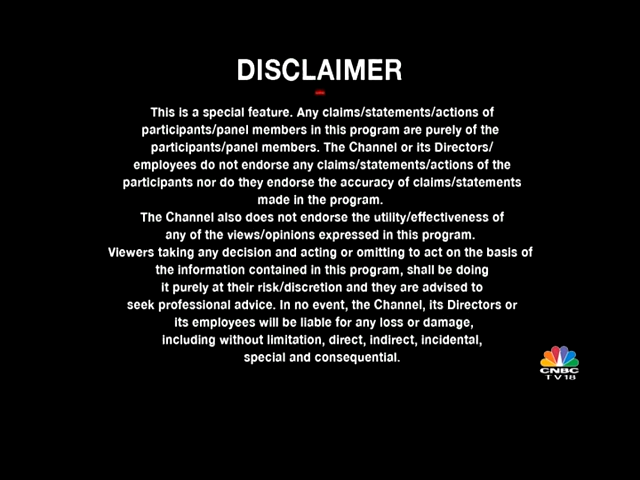 DISCLAIMER
This is a special feature. Any claims/statements/actions of
participants/panel members in this program are purely of the
participants/panel members. The Channel or its Directors/
employees do not endorse any claims/statements/actions of the
participants nor do they endorse the accuracy of claims/statements
made in the program.
The Channel also does not endorse the utility/effectiveness of
any of the views/opinions expressed in this program.
Viewers taking any decision and acting or omitting to act on the basis of
the information contained in this program, shall be doing
it purely at their risk/discretion and they are advised to
seek professional advice. In no event, the Channel, its Directors or
its employees will be liable for any loss or damage,
including without limitation, direct, indirect, incidental,
special and consequential.
CNBC
TV18